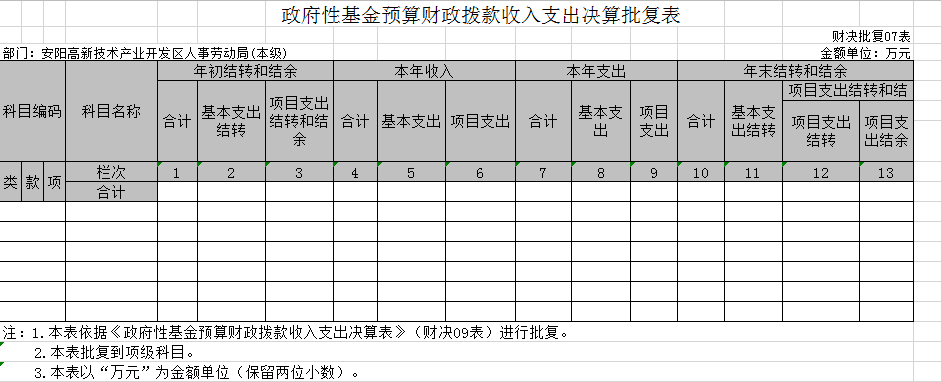 政府性基金预算财政拨款收入支出决算批复表
财决批复07表
部门：安阳高新技术产业开发区人事劳动局(本级)
金额单位：万元
科目编码 科目名称 年初结转和结余 本年收入 本年支出 年末结转和结余
合计 基本支出结转 项目支出结转和结余 合计 基本支出 项目支出 合计 基本支出 项目支出 合计 基本支出结转 项目支出结转和结
项目支出结转 项目支出结余
类 款 项 栏次 1 2 3 4 5 6 7 8 9 10 11 12 13
合计
注：1.本表依据《政府性基金预算财政拨款收入支出决算表》（财决09表）进行批复。
2.本表批复到项级科目。
3.本表以“万元”为金额单位（保留两位小数）。